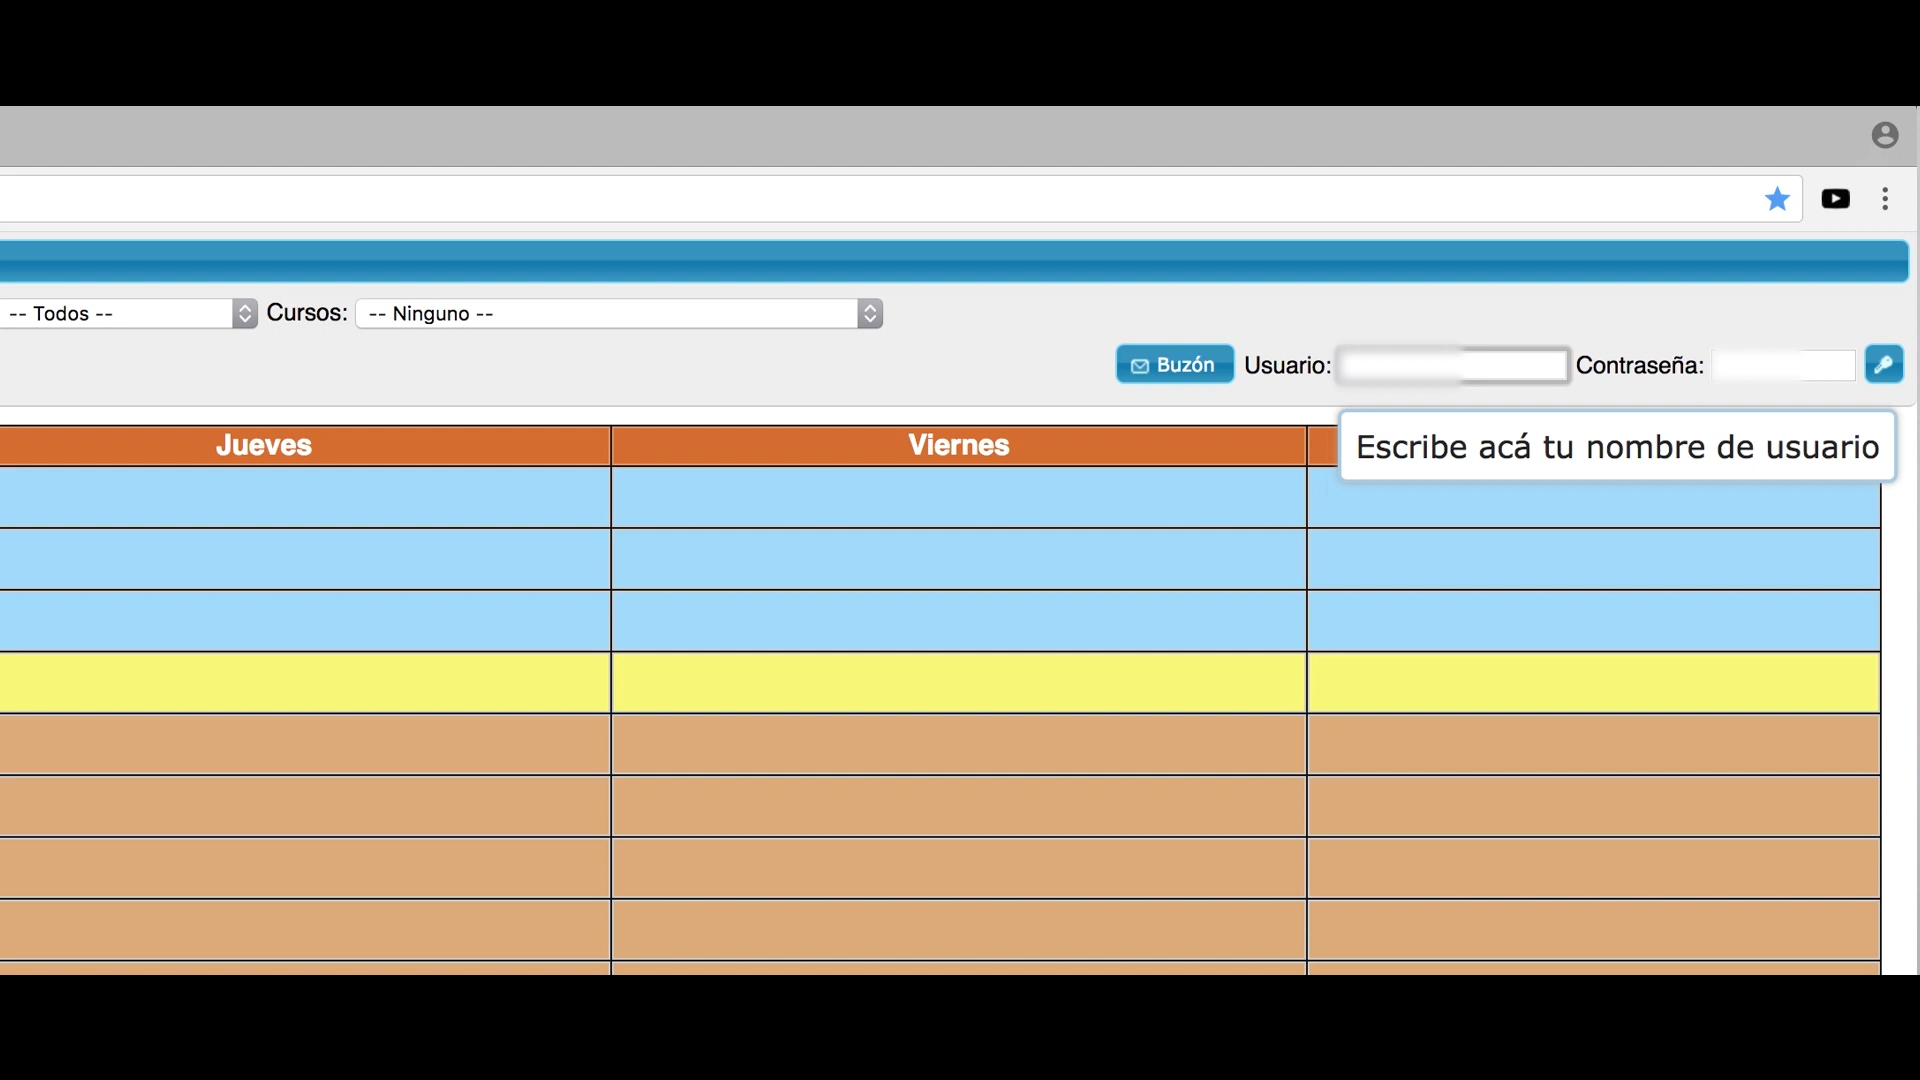 -- Todos -- Cursos: -- Ninguno --
Buzón Usuario: Contraseña:
Jueves Viernes
Escribe acá tu nombre de usuario